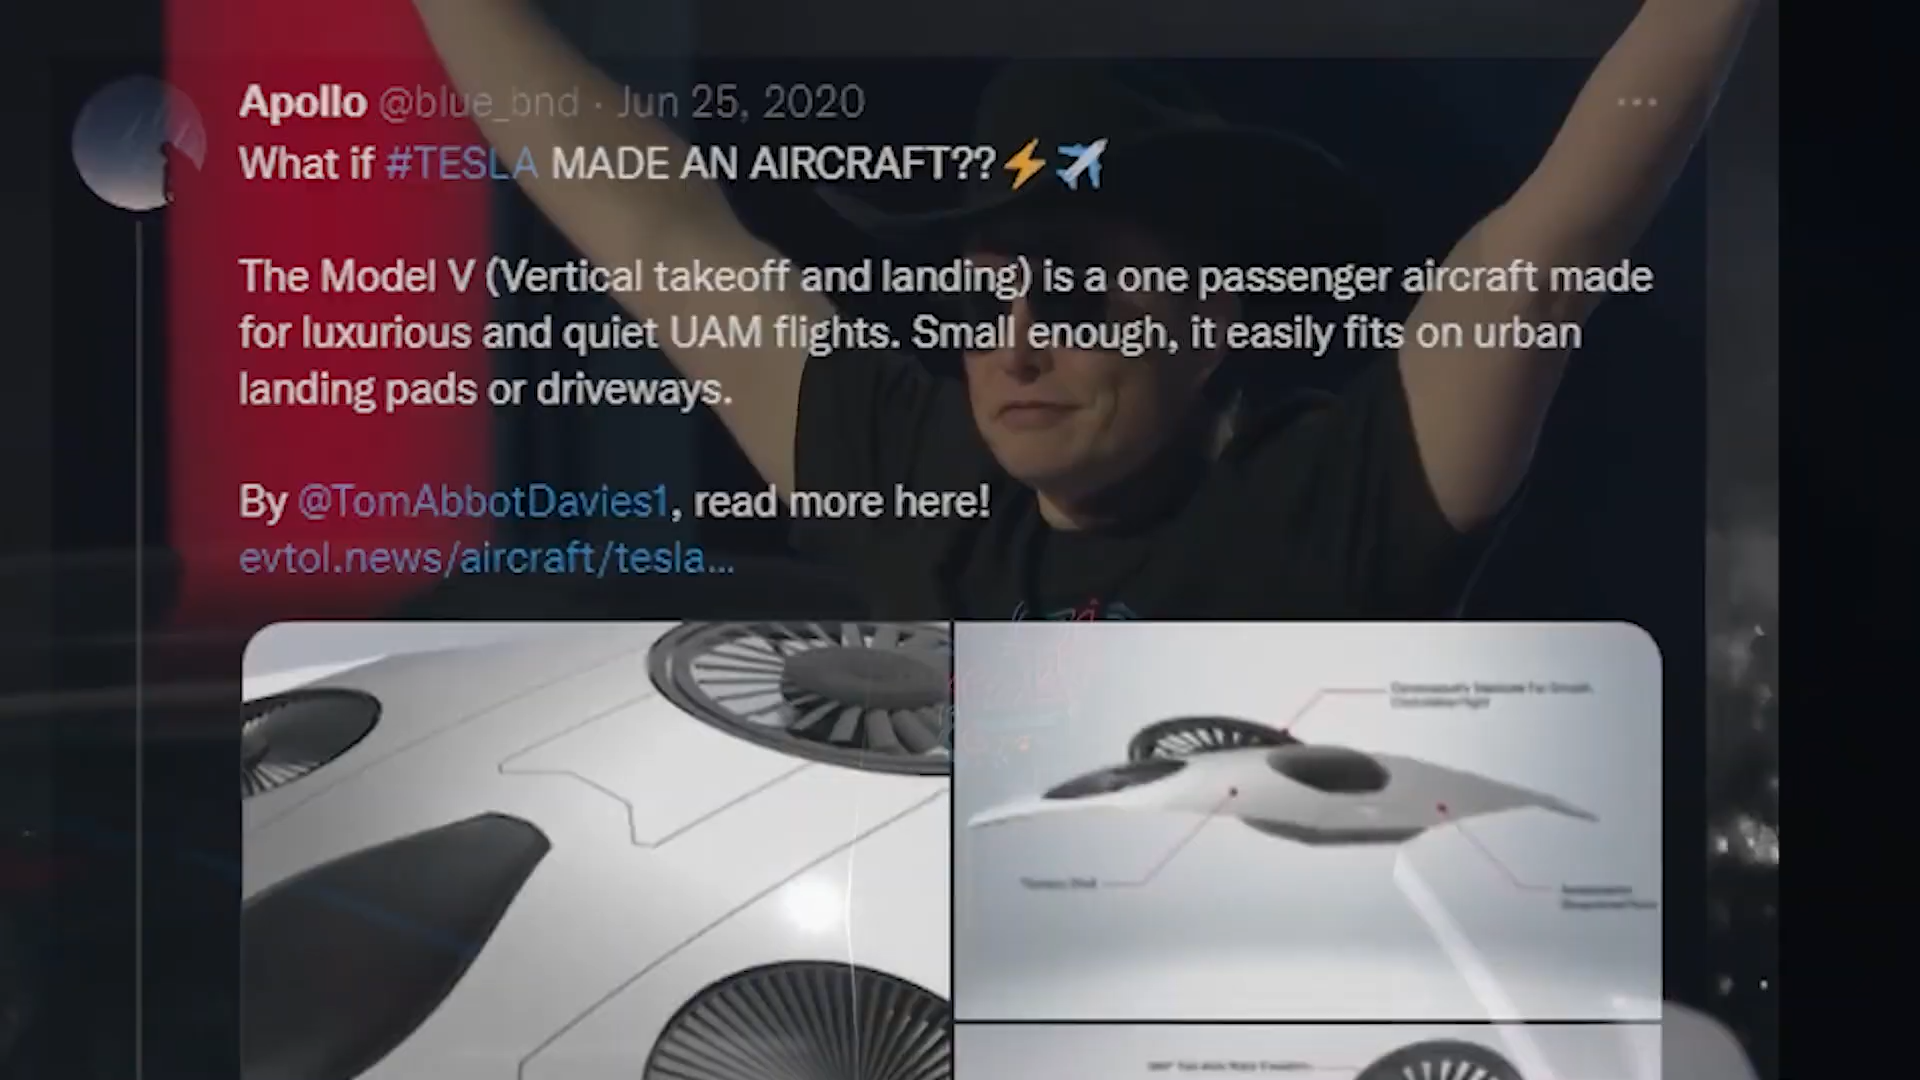 Apollo @blue_bnd · Jun 25, 2020
What if #TESLA MADE AN AIRCRAFT??⚡✈
The Model V (Vertical takeoff and landing) is a one passenger aircraft made
for luxurious and quiet UAM flights. Small enough, it easily fits on urban
landing pads or driveways.
By @TomAbbotDavies1, read more here!
evtol.news/aircraft/tesla...